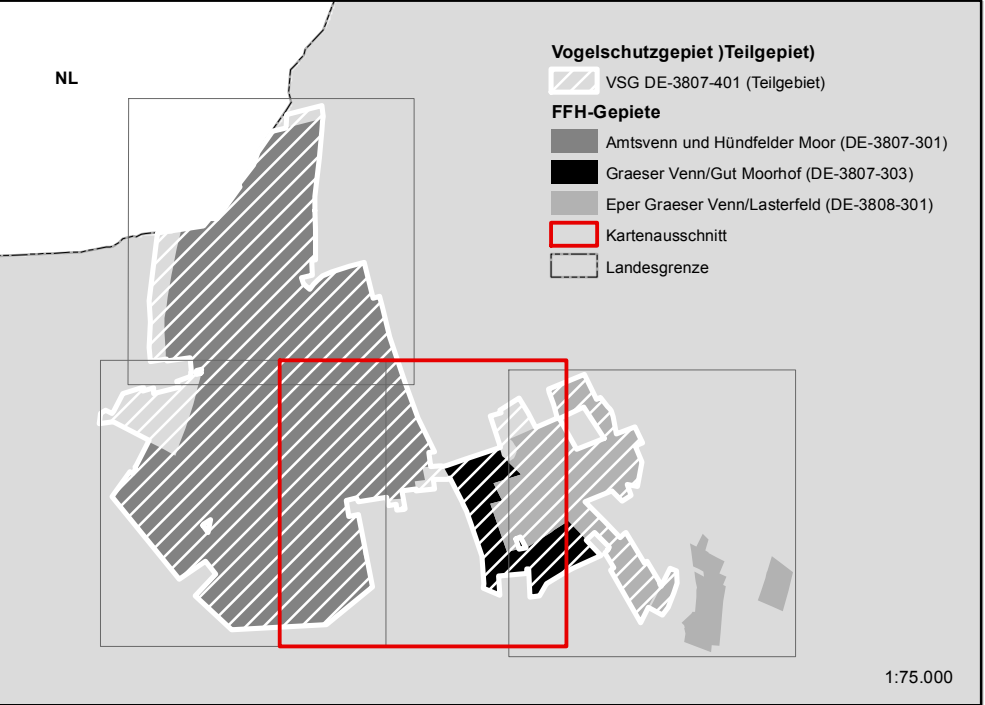 NL
Vogelschutzgepiet )Teilgepiet)
VSG DE-3807-401 (Teilgebiet)
FFH-Gepiete
Amtsvenn und Hündfelder Moor (DE-3807-301)
Graeser Venn/Gut Moorhof (DE-3807-303)
Eper Graeser Venn/Lasterfeld (DE-3808-301)
Kartenausschnitt
Landesgrenze
1:75.000